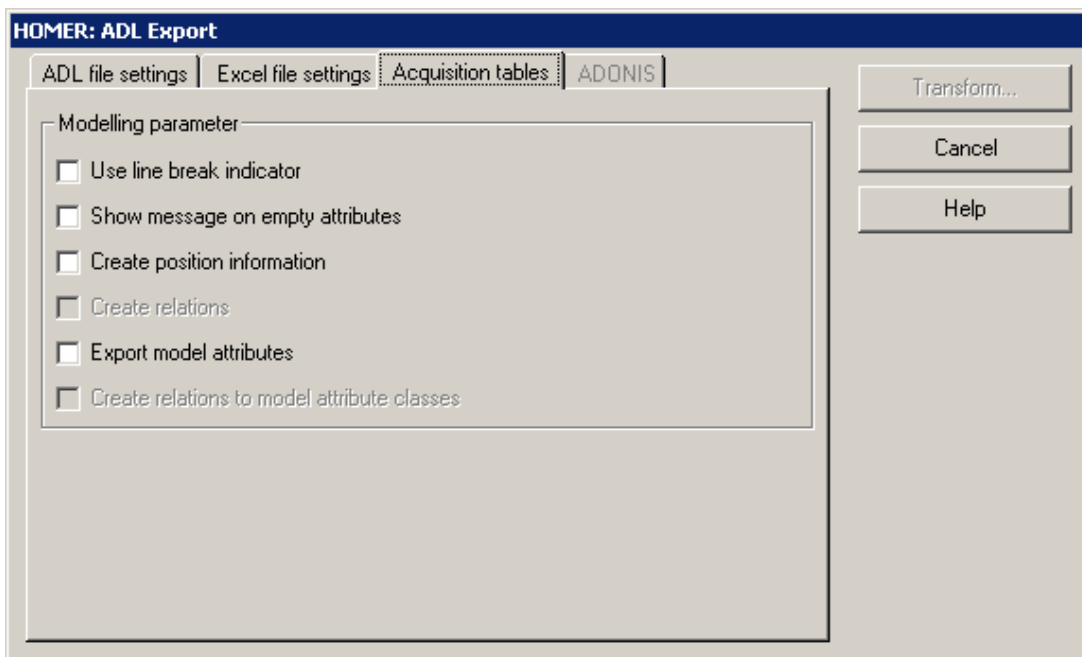 HOMER: ADL Export
ADL file settings Excel file settings Acquisition tables ADONIS
Transform...
Modelling parameter
Cancel
Use line break indicator
Help
Show message on empty attributes
Create position information
Create relations
Export model attributes
Create relations to model attribute classes